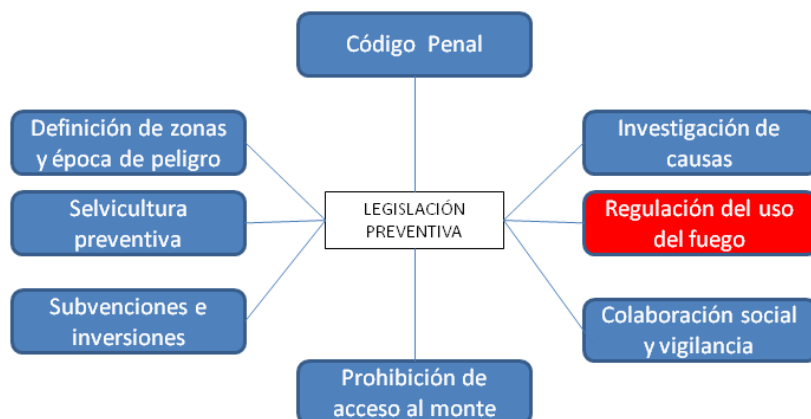 Código Penal
Definición de zonas
y época de peligro
Investigación de
causas
Selvicultura
preventiva
LEGISLACIÓN
PREVENTIVA
Regulación del uso
del fuego
Subvenciones e
inversiones
Colaboración social
y vigilancia
Prohibición de
acceso al monte